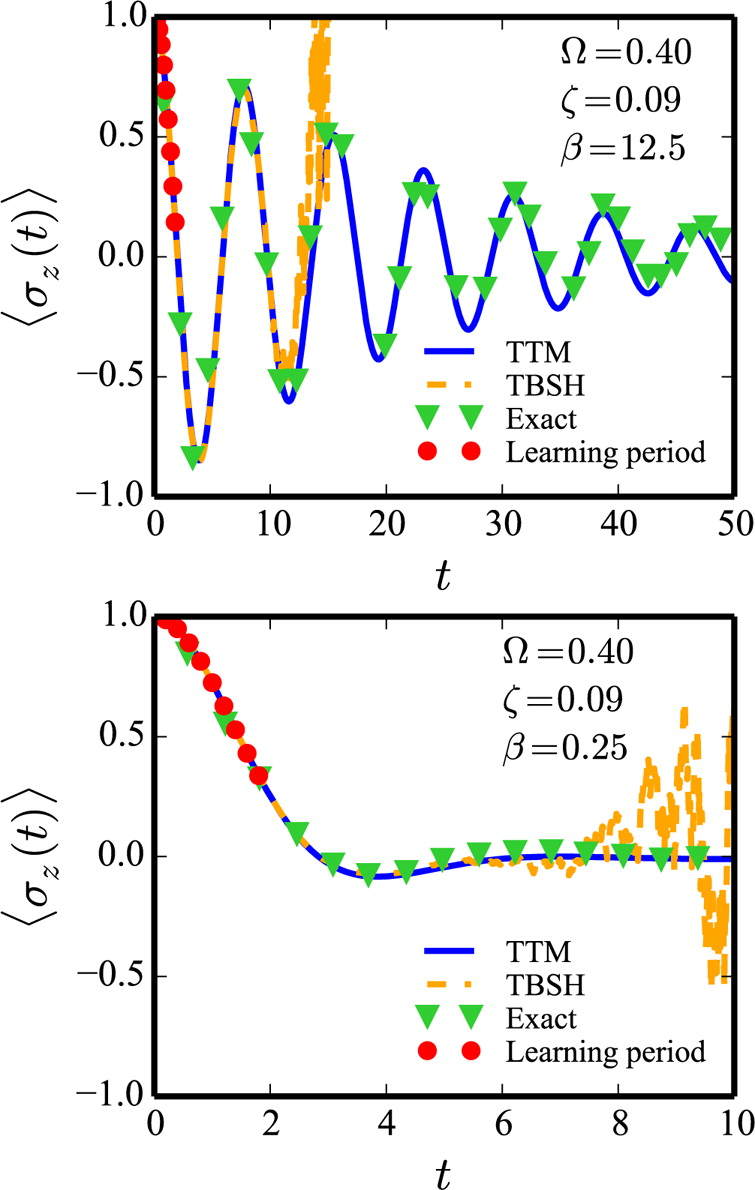 1.0
0.5
0.0
−0.5
−1.0
⟨σz(t)⟩
Ω=0.40
ζ=0.09
β=12.5
TTM
TBSH
Exact
Learning period
0 10 20 30 40 50
t
1.0
0.5
0.0
−0.5
−1.0
⟨σz(t)⟩
Ω=0.40
ζ=0.09
β=0.25
TTM
TBSH
Exact
Learning period
0 2 4 6 8 10
t